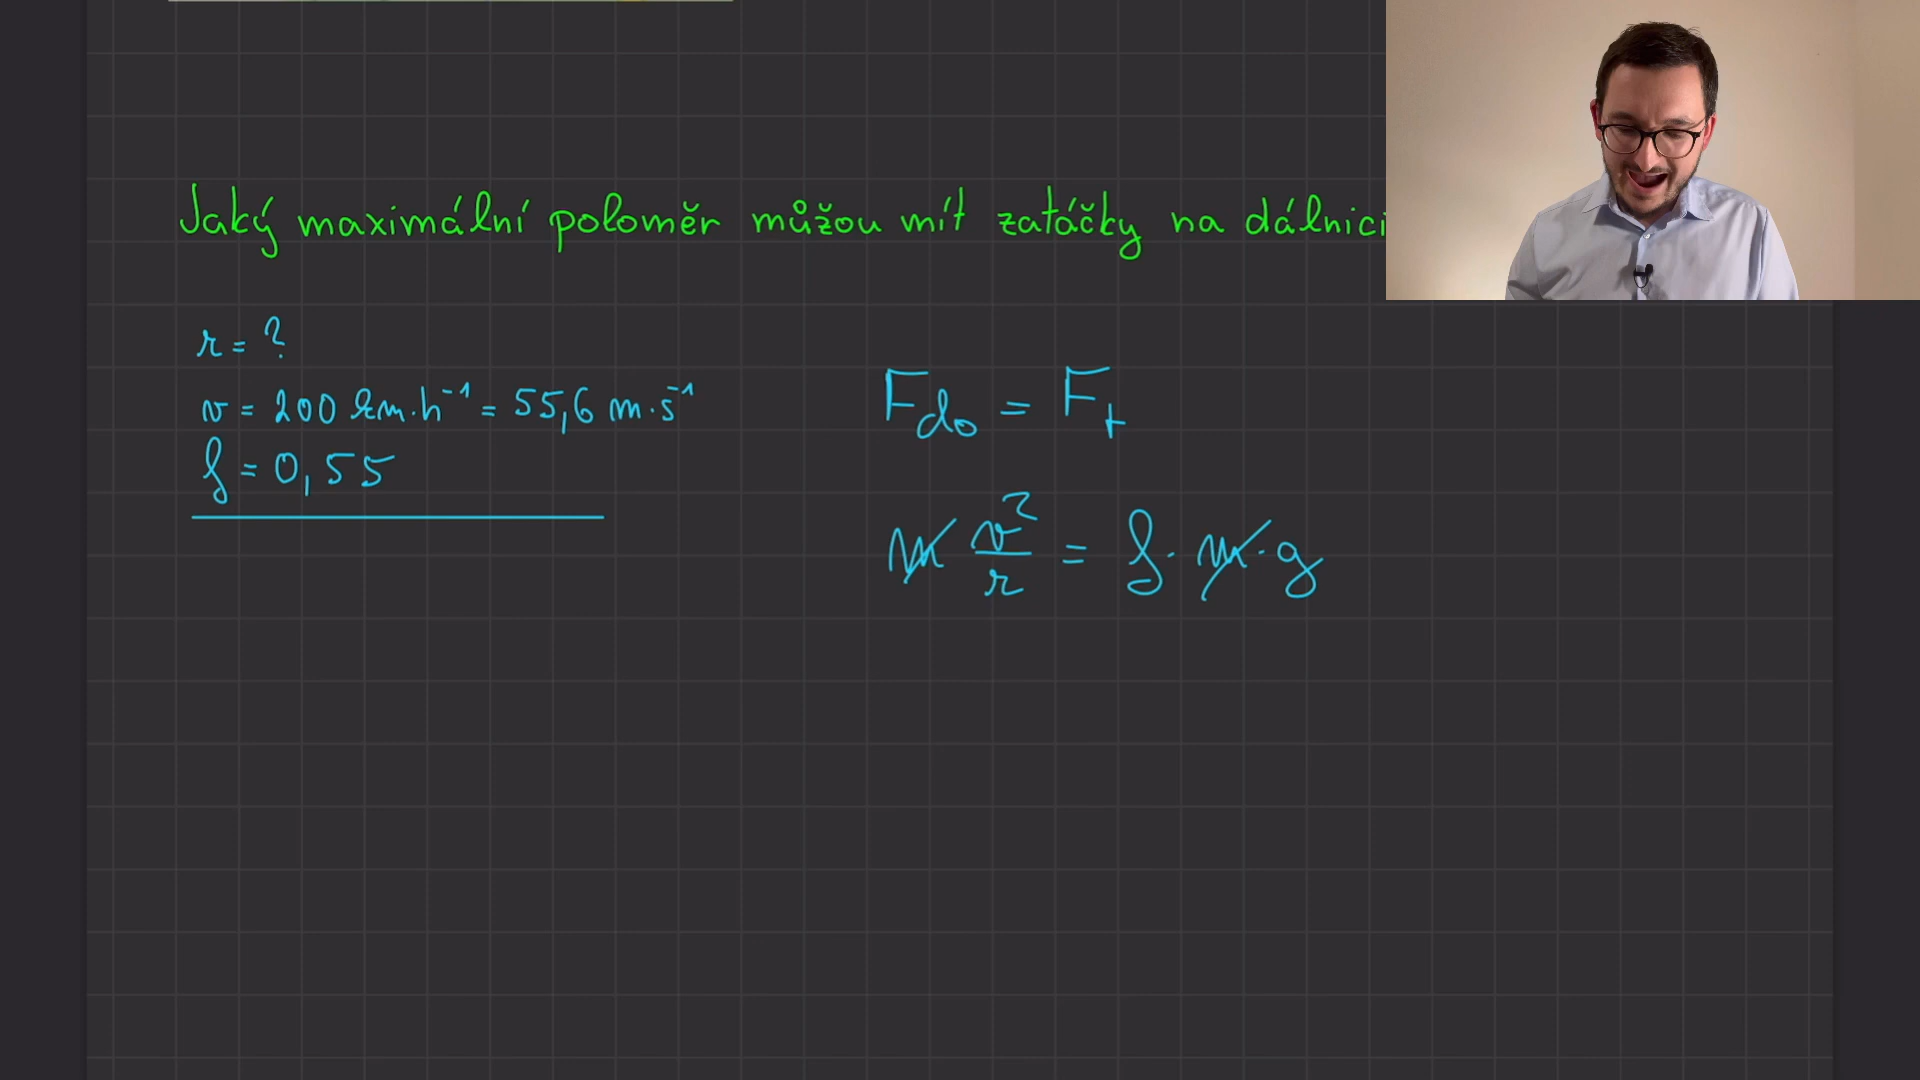 Jaký maximální poloměr můžou mít zatáčky na dálnici
r = ?
v = 200 km·h⁻¹ = 55,6 m·s⁻¹
f = 0,55
F_do = F_t
m v²/r = f·m·g